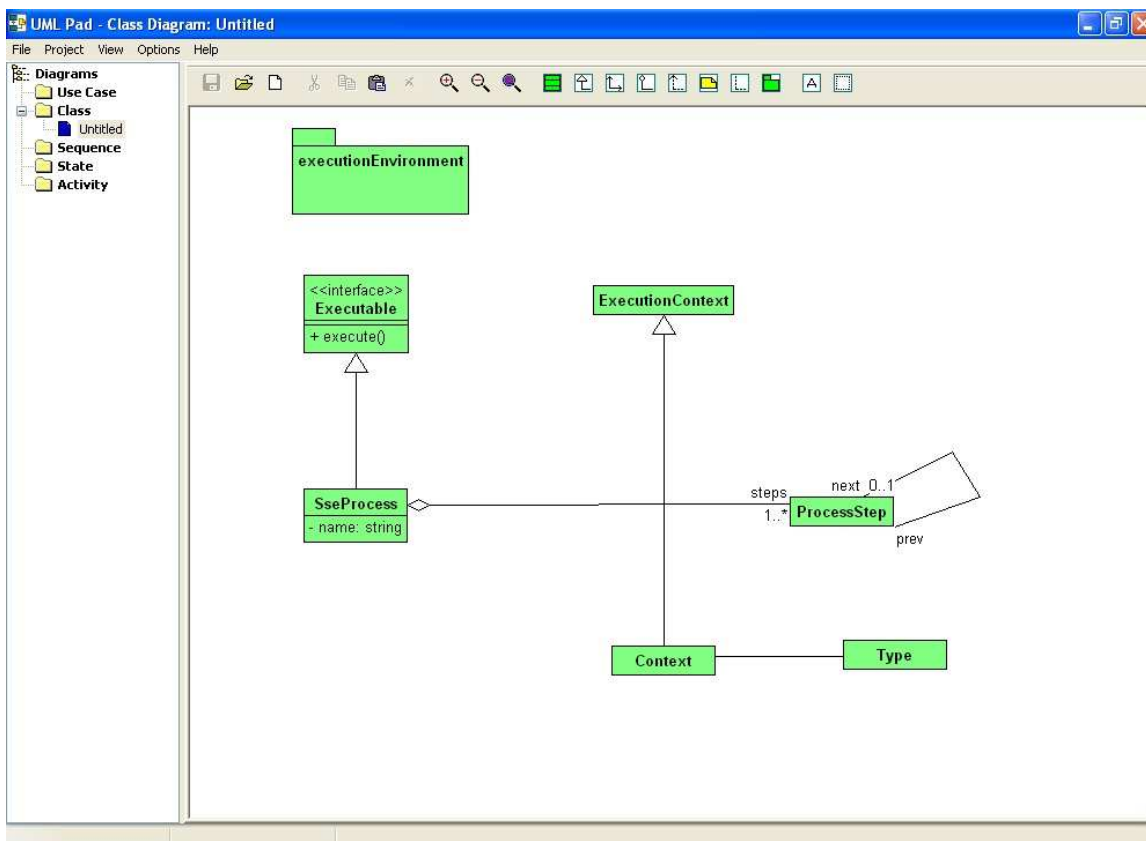 UML Pad - Class Diagram: Untitled
File Project View Options Help
Diagrams
Use Case
Class
Untitled
Sequence
State
Activity
A
executionEnvironment
<<interface>>
Executable
+ execute()
ExecutionContext
SseProcess
- name: string
steps
1..*
next 0..1
ProcessStep
prev
Context
Type